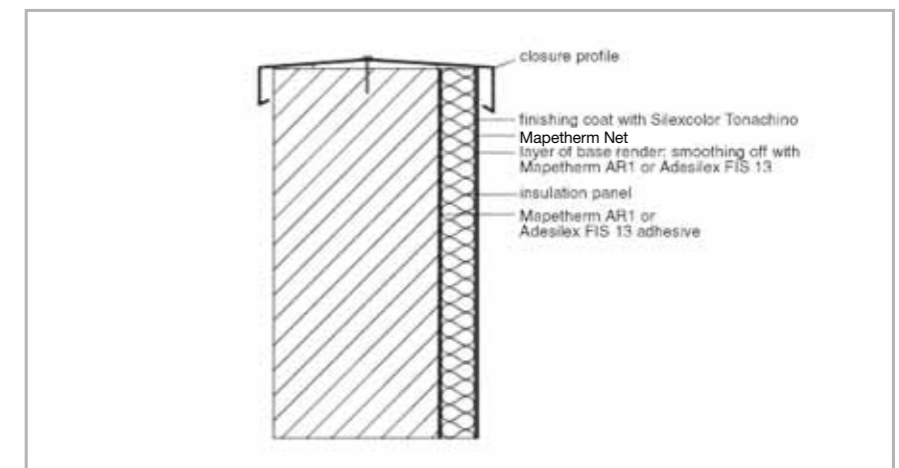 closure profile
finishing coat with Silexcolor Tonachino
Mapetherm Net
layer of base render: smoothing off with
Mapetherm AR1 or Adesilex FIS 13
insulation panel
Mapetherm AR1 or
Adesilex FIS 13 adhesive